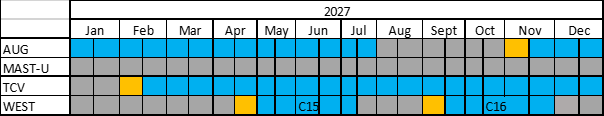 2027
Jan Feb Mar Apr May Jun Jul Aug Sept Oct Nov Dec
AUG
MAST-U
TCV
WEST C15 C16